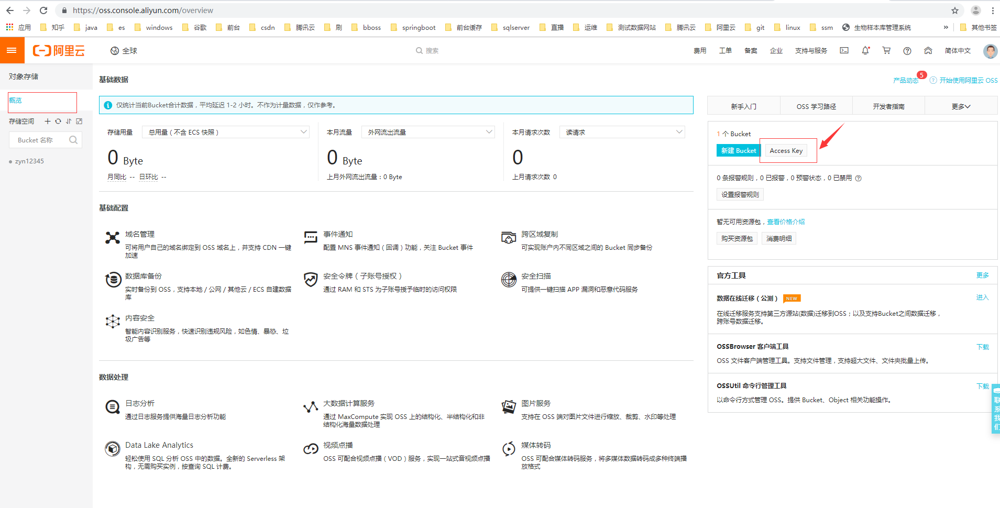 https://oss.console.aliyun.com/overview
应用 知乎 java es windows 谷歌 前台 csdn 腾讯云 刷 bboss springboot 前台缓存 sqlserver 直播 运维 测试数据网站 腾讯云 阿里云 git linux ssm 生物样本库管理系统 » 其他书签
阿里云 全球 搜索 费用 工单 备案 企业 支持与服务 简体中文
对象存储
概览
存储空间
Bucket 名称
zyn12345
基础数据
产品动态 5 开始使用阿里云 OSS
仅统计当前Bucket合计数据，平均延迟 1-2 小时。不作为计量数据，仅作参考。
存储用量 总用量（不含 ECS 快照）
0 Byte
月同比 -- 日环比 --
本月流量 外网流出流量
0 Byte
上月外网流出流量：0 Byte
本月请求次数 读请求
0
上月请求次数 0
基础配置
域名管理
可将用户自己的域名绑定到 OSS 域名上，并支持 CDN 一键
加速
事件通知
配置 MNS 事件通知（回调）功能，关注 Bucket 事件
跨区域复制
可实现账户内不同区域之间的 Bucket 同步备份
数据库备份
实时备份到 OSS，支持本地 / 公网 / 其他云 / ECS 自建数据
库
安全令牌（子账号授权）
通过 RAM 和 STS 为子账号授予临时的访问权限
安全扫描
可提供一键扫描 APP 漏洞和恶意代码服务
内容安全
智能内容识别服务，快速识别违规风险，如色情、暴恐、垃
圾广告等
数据处理
日志分析
通过日志服务提供海量日志分析功能
大数据计算服务
通过 MaxCompute 实现 OSS 上的结构化、半结构化和非
结构化海量数据处理
图片服务
支持在 OSS 端对图片文件进行缩放、裁剪、水印等处理
Data Lake Analytics
轻松使用 SQL 分析 OSS 中的数据。全新的 Serverless 架
构，无需购买实例，按查询 SQL 计费。
视频点播
OSS 可配合视频点播（VOD）服务，实现一站式音视频点播
媒体转码
OSS 可配合媒体转码服务，将多媒体数据转码成多种终端播
放格式
新手入门 OSS 学习路径 开发者指南 更多
1 个 Bucket
新建 Bucket Access Key
0 条报警规则，0 已报警，0 预警状态，0 已禁用
设置报警规则
暂无可用资源包，查看价格介绍
购买资源包 消费明细
官方工具 更多
数据在线迁移（公测） NEW 进入
在线迁移服务支持第三方源站(数据)迁移到OSS；以及支持Bucket之间数据迁移，
跨账号数据迁移。
OSSBrowser 客户端工具 下载
OSS 文件客户端管理工具。支持文件管理，支持超大文件、文件夹批量上传。
OSSUtil 命令行管理工具 下载
以命令行方式管理 OSS。提供 Bucket、Object 相关功能操作。
联系我们